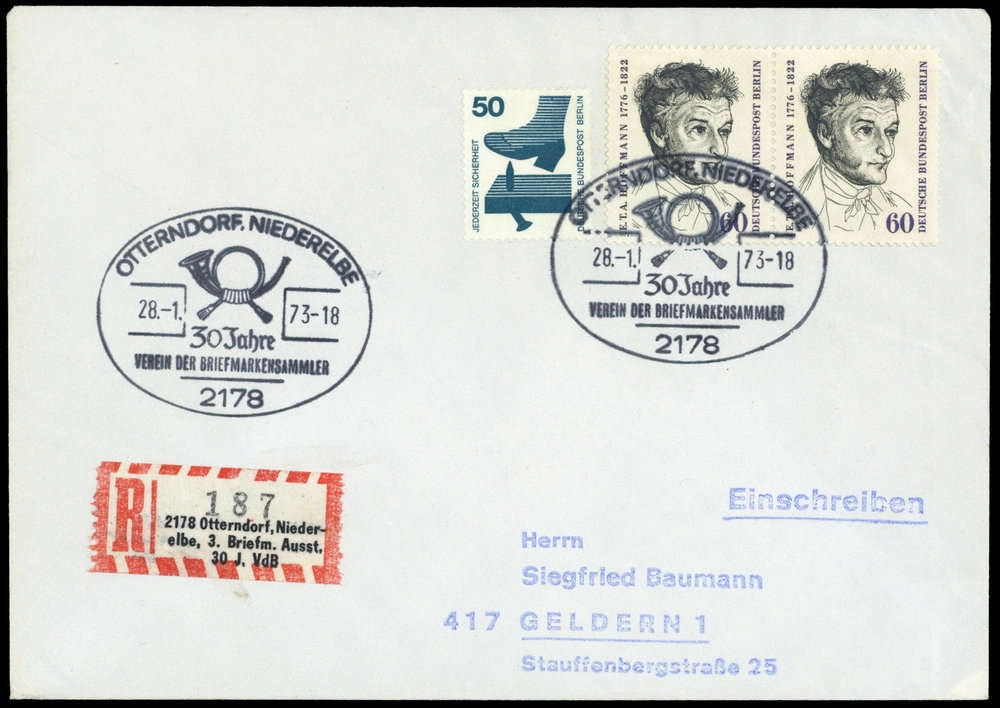 50
JEDERZEIT SICHERHEIT
DEUTSCHE BUNDESPOST BERLIN
E.T.A. HOFFMANN 1776-1822
60
DEUTSCHE BUNDESPOST BERLIN
E.T.A. HOFFMANN 1776-1822
60
DEUTSCHE BUNDESPOST BERLIN
OTTERNDORF, NIEDERELBE
28.-1. 73-18
30 Jahre
VEREIN DER BRIEFMARKENSAMMLER
2178
OTTERNDORF, NIEDERELBE
28.-1. 73-18
30 Jahre
VEREIN DER BRIEFMARKENSAMMLER
2178
R
187
2178 Otterndorf, Nieder-
elbe, 3. Briefm. Ausst.
30 J. VdB
Einschreiben
Herrn
Siegfried Baumann
417 GELDERN 1
Stauffenbergstraße 25